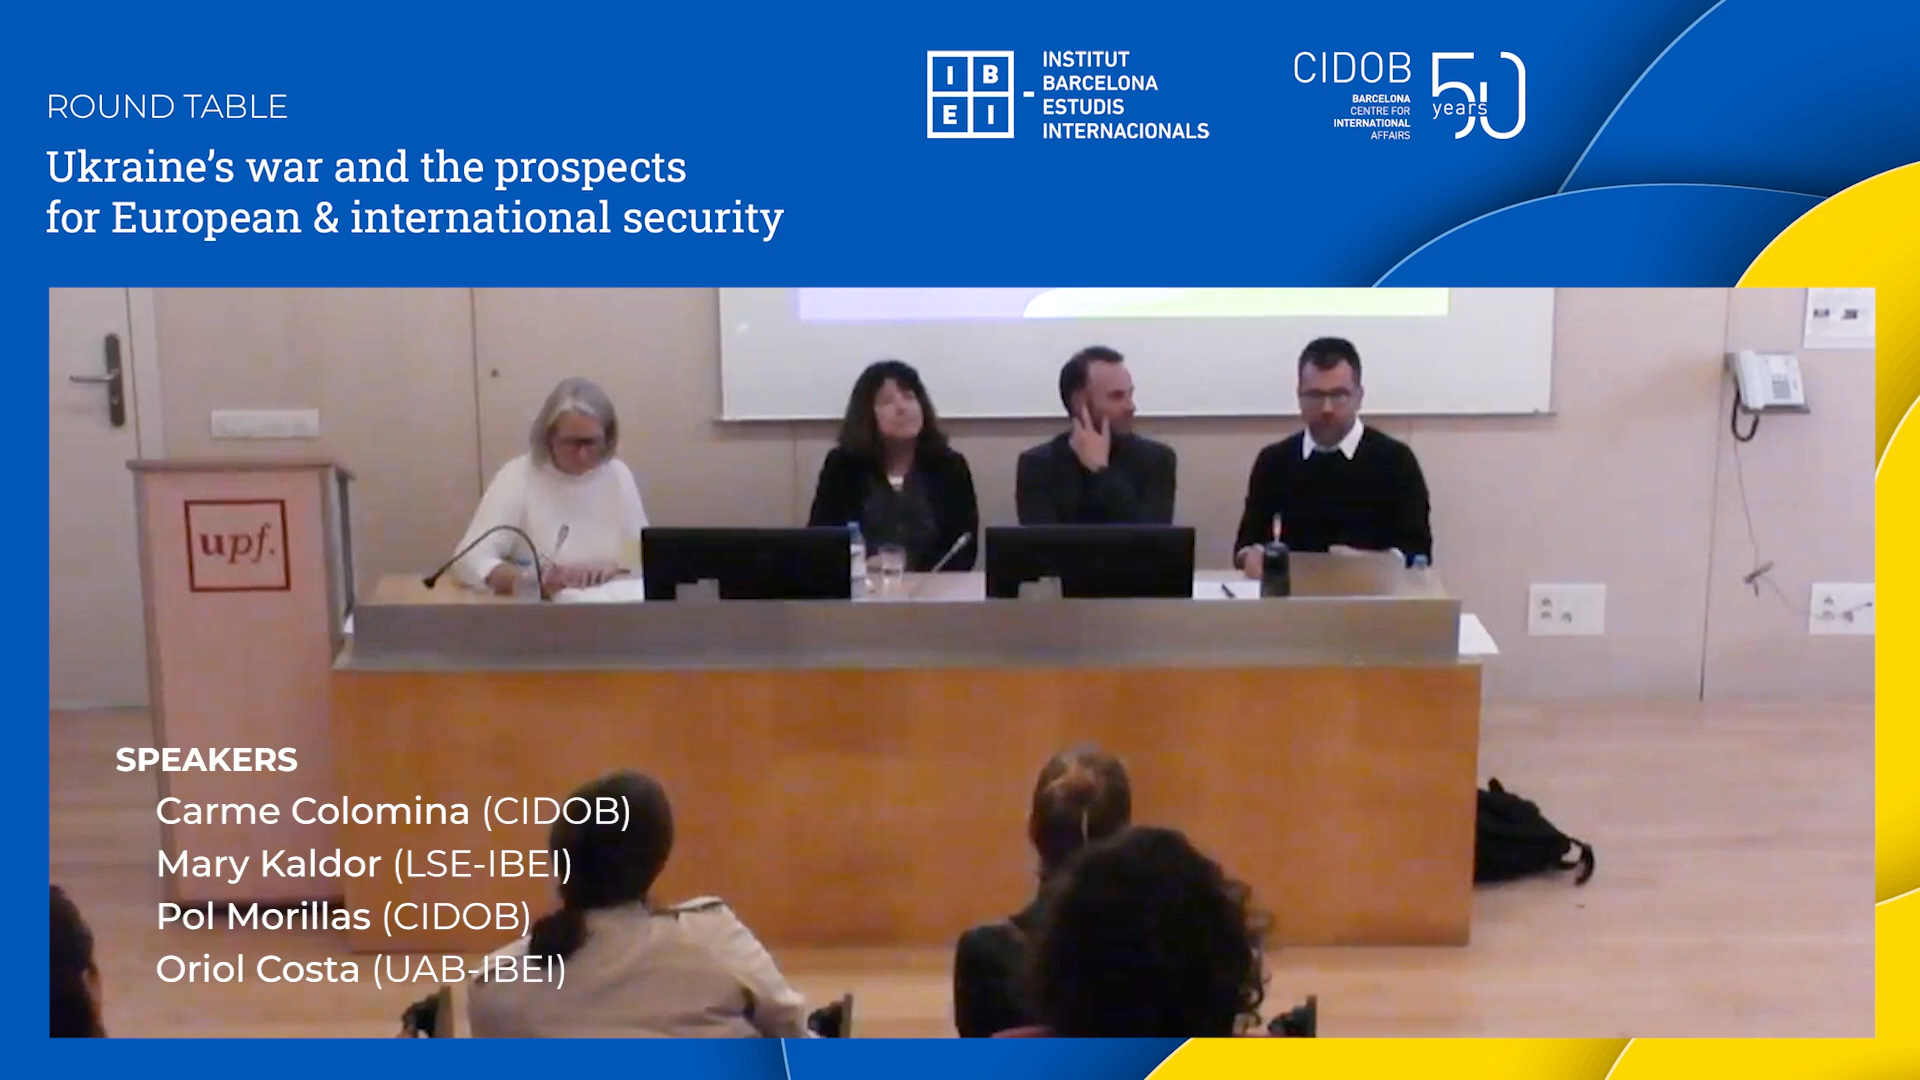 ROUND TABLE
Ukraine’s war and the prospects
for European & international security
I B
E I
INSTITUT
BARCELONA
ESTUDIS
INTERNACIONALS
CIDOB
BARCELONA
CENTRE FOR
INTERNATIONAL
AFFAIRS
50
years
upf.
SPEAKERS
Carme Colomina (CIDOB)
Mary Kaldor (LSE-IBEI)
Pol Morillas (CIDOB)
Oriol Costa (UAB-IBEI)